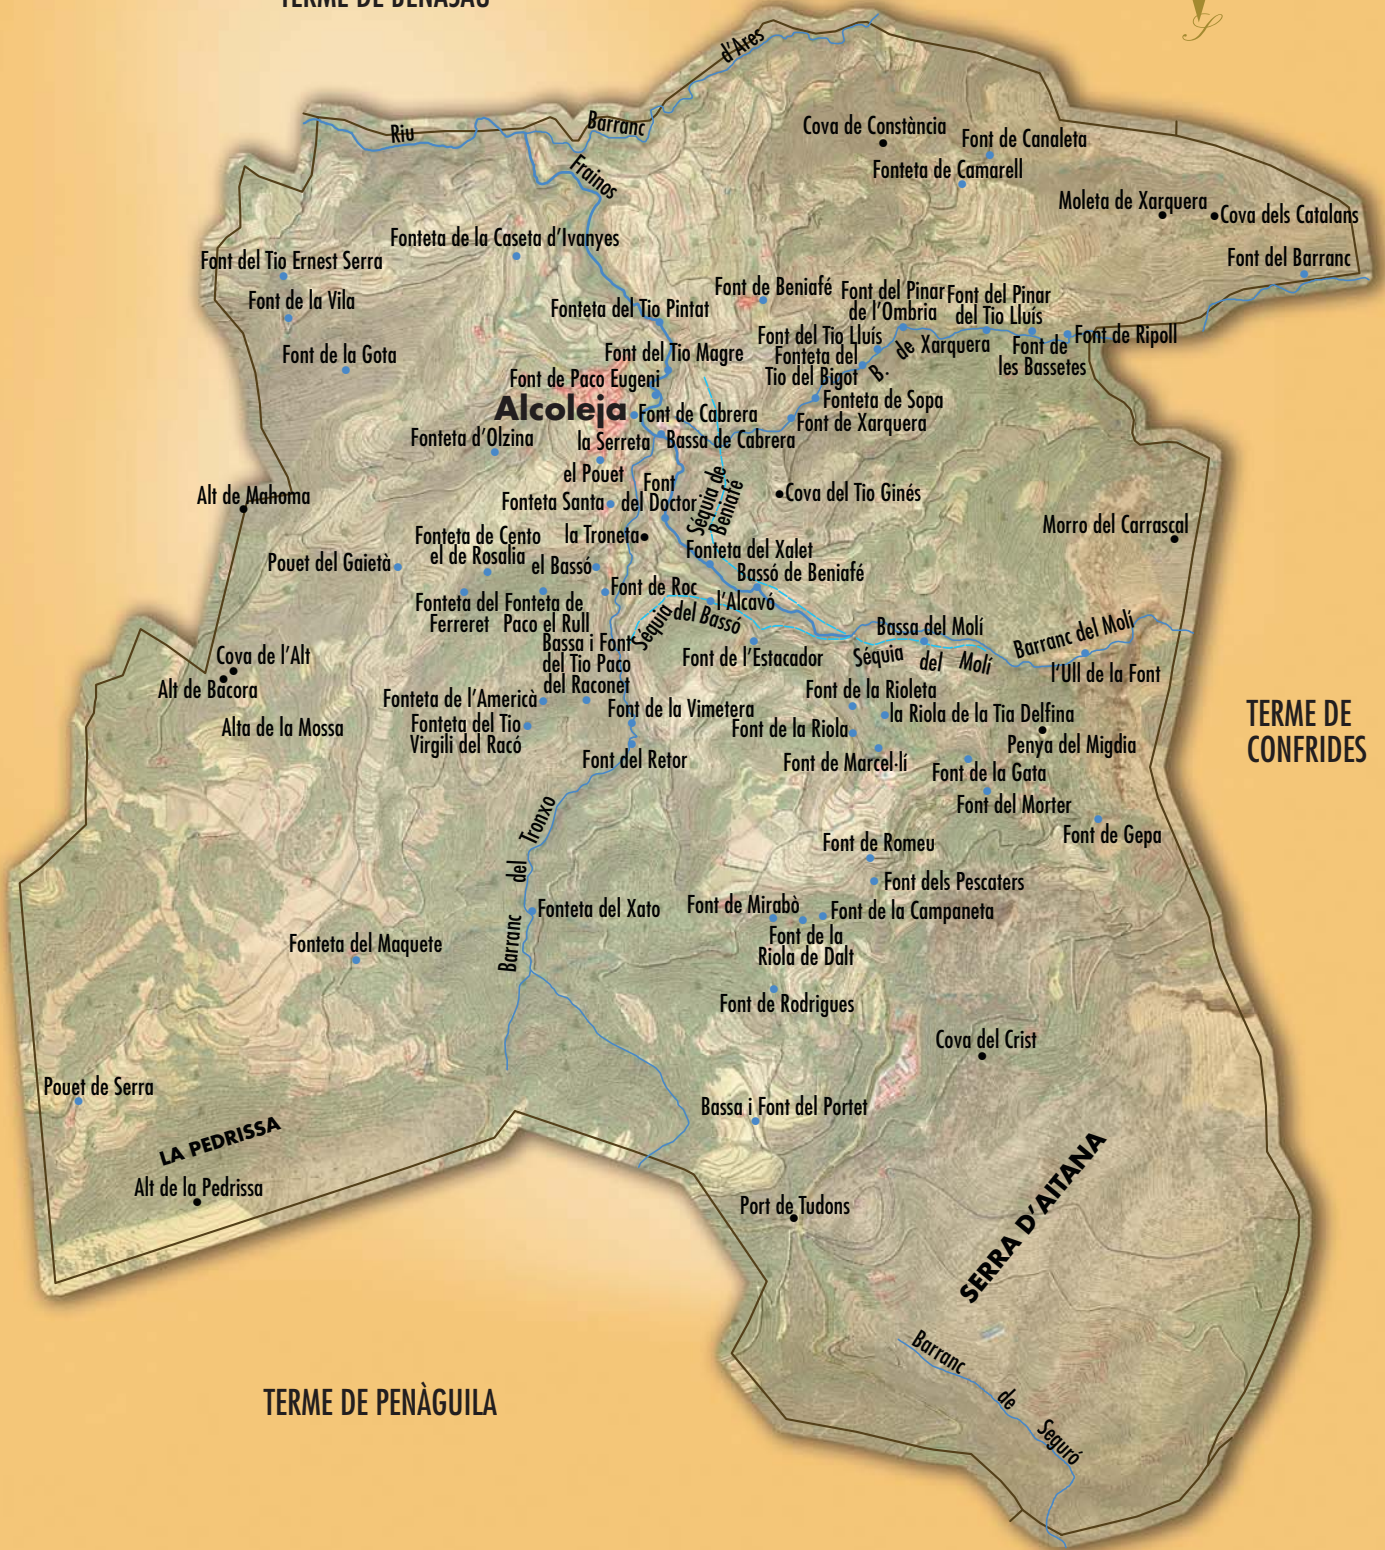 TERME DE BENASAU
S
d'Ares
Barranc
Riu
Frainos
Cova de Constància
Font de Canaleta
Fonteta de Camarell
Moleta de Xarquera
Cova dels Catalans
Font del Barranc
Fonteta de la Caseta d'Ivanyes
Font del Tio Ernest Serra
Font de la Vila
Font de la Gota
Fonteta del Tio Pintat
Font de Beniafé
Font del Pinar
de l'Ombria
Font del Pinar
del Tio Lluís
Font del Tio Lluís
Fonteta del
Tio del Bigot
B. de Xarquera
Font de
les Bassetes
Font de Ripoll
Font del Tio Magre
Font de Paco Eugeni
Alcoleja
Font de Cabrera
Fonteta de Sopa
Font de Xarquera
Fonteta d'Olzina
la Serreta
Bassa de Cabrera
el Pouet
Font
del Doctor
Séquia de
Beniafé
Cova del Tio Ginés
Alt de Mahoma
Fonteta Santa
Morro del Carrascal
Fonteta de Cento
el de Rosalia
la Troneta
Fonteta del Xalet
Pouet del Gaietà
el Bassó
Bassó de Beniafé
Font de Roc
l'Alcavó
Fonteta del
Ferreret
Fonteta de
Paco el Rull
Séquia del Bassó
Bassa del Molí
Barranc del Molí
Bassa i Font
del Tio Paco
del Raconet
Font de l'Estacador
Séquia del Molí
l'Ull de la Font
Cova de l'Alt
Alt de Bacora
Fonteta de l'Americà
Font de la Rioleta
Alta de la Mossa
Fonteta del Tio
Virgili del Racó
Font de la Vimetera
Font de la Riola
la Riola de la Tia Delfina
TERME DE
CONFRIDES
Penya del Migdia
Font del Retor
Font de Marcel·lí
Font de la Gata
Font del Morter
Font de Gepa
Barranc del Tronxo
Font de Romeu
Font dels Pescaters
Fonteta del Xato
Font de Mirabò
Font de la Campaneta
Font de la
Riola de Dalt
Fonteta del Maquete
Font de Rodrigues
Cova del Crist
Pouet de Serra
Bassa i Font del Portet
LA PEDRISSA
Alt de la Pedrissa
Port de Tudons
SERRA D'AITANA
Barranc de Seguró
TERME DE PENÀGUILA